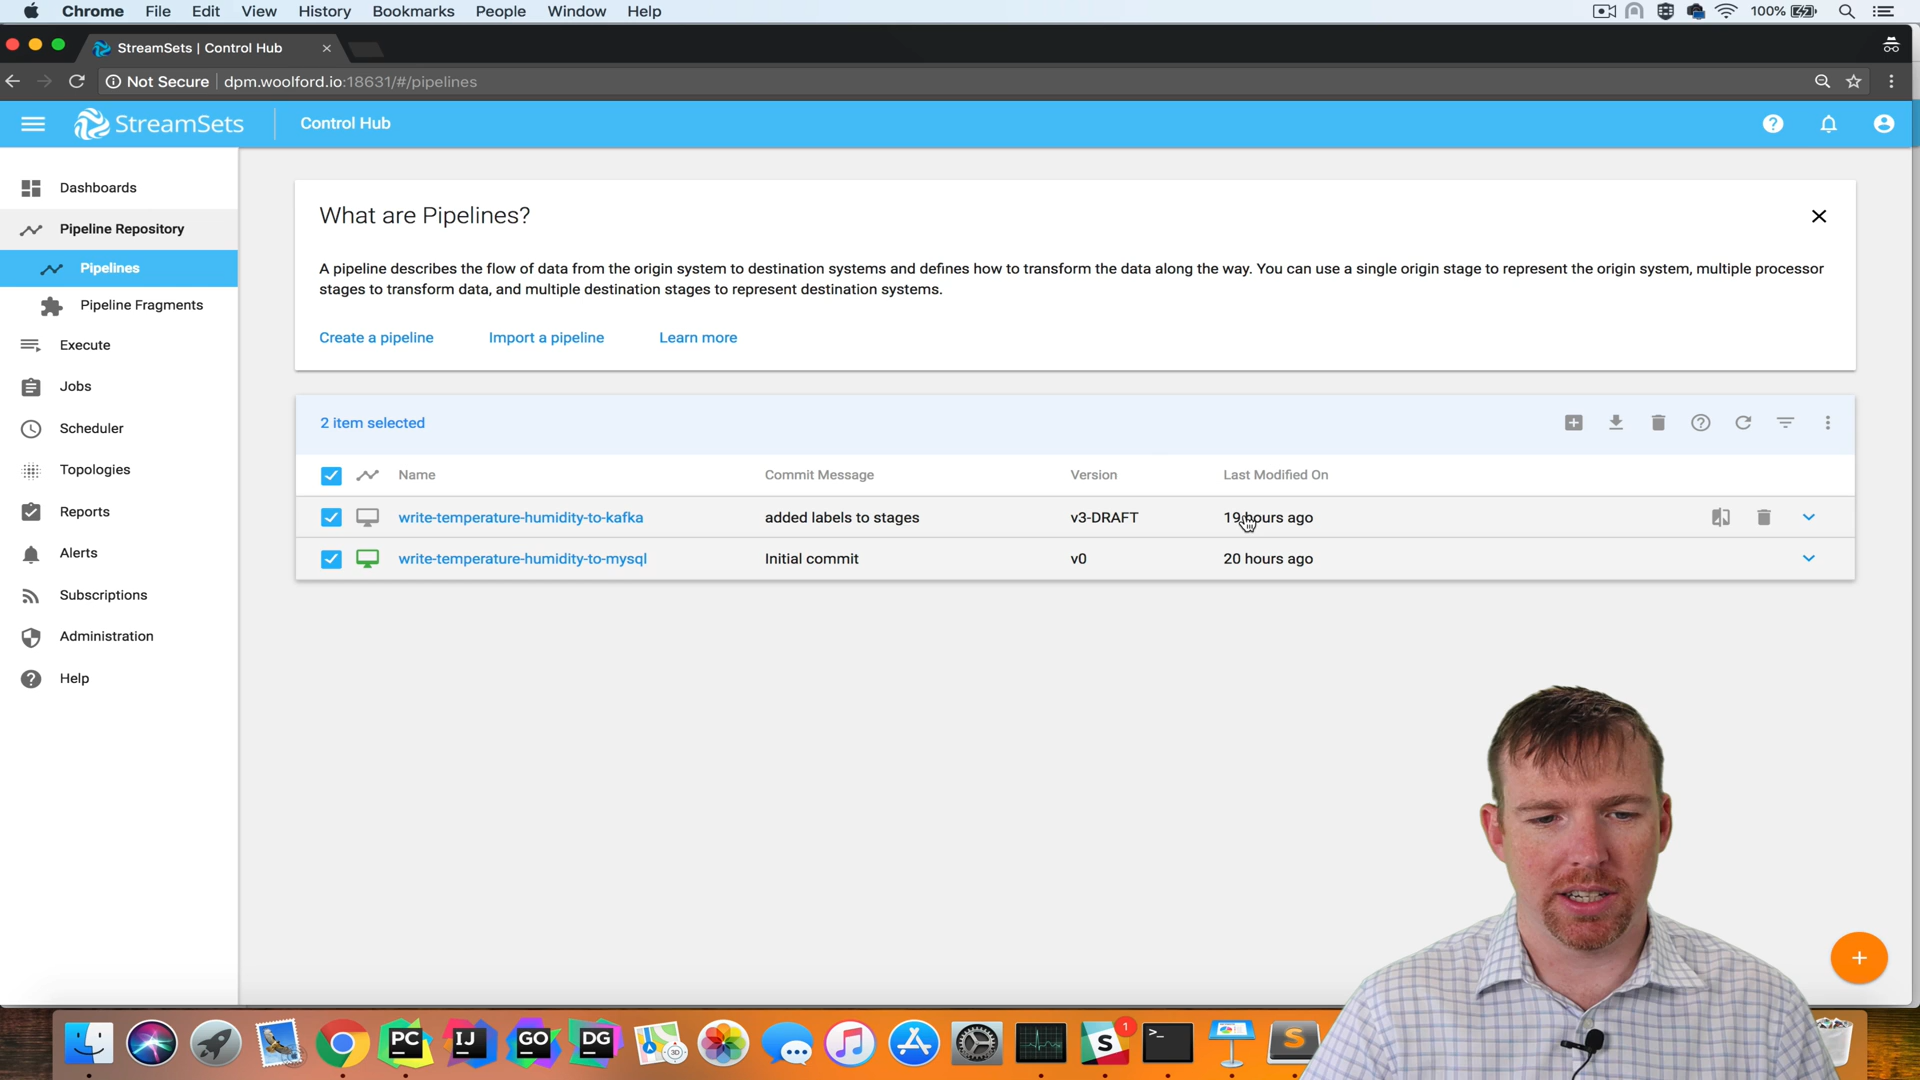 Chrome File Edit View History Bookmarks People Window Help 100%
StreamSets | Control Hub
Not Secure dpm.woolford.io:18631/#/pipelines
StreamSets Control Hub
Dashboards
Pipeline Repository
Pipelines
Pipeline Fragments
Execute
Jobs
Scheduler
Topologies
Reports
Alerts
Subscriptions
Administration
Help
What are Pipelines?
A pipeline describes the flow of data from the origin system to destination systems and defines how to transform the data along the way. You can use a single origin stage to represent the origin system, multiple processor
stages to transform data, and multiple destination stages to represent destination systems.
Create a pipeline Import a pipeline Learn more
2 item selected
Name Commit Message Version Last Modified On
write-temperature-humidity-to-kafka added labels to stages v3-DRAFT 19 hours ago
write-temperature-humidity-to-mysql Initial commit v0 20 hours ago
PC IJ GO DG 3D S 1 >_ S